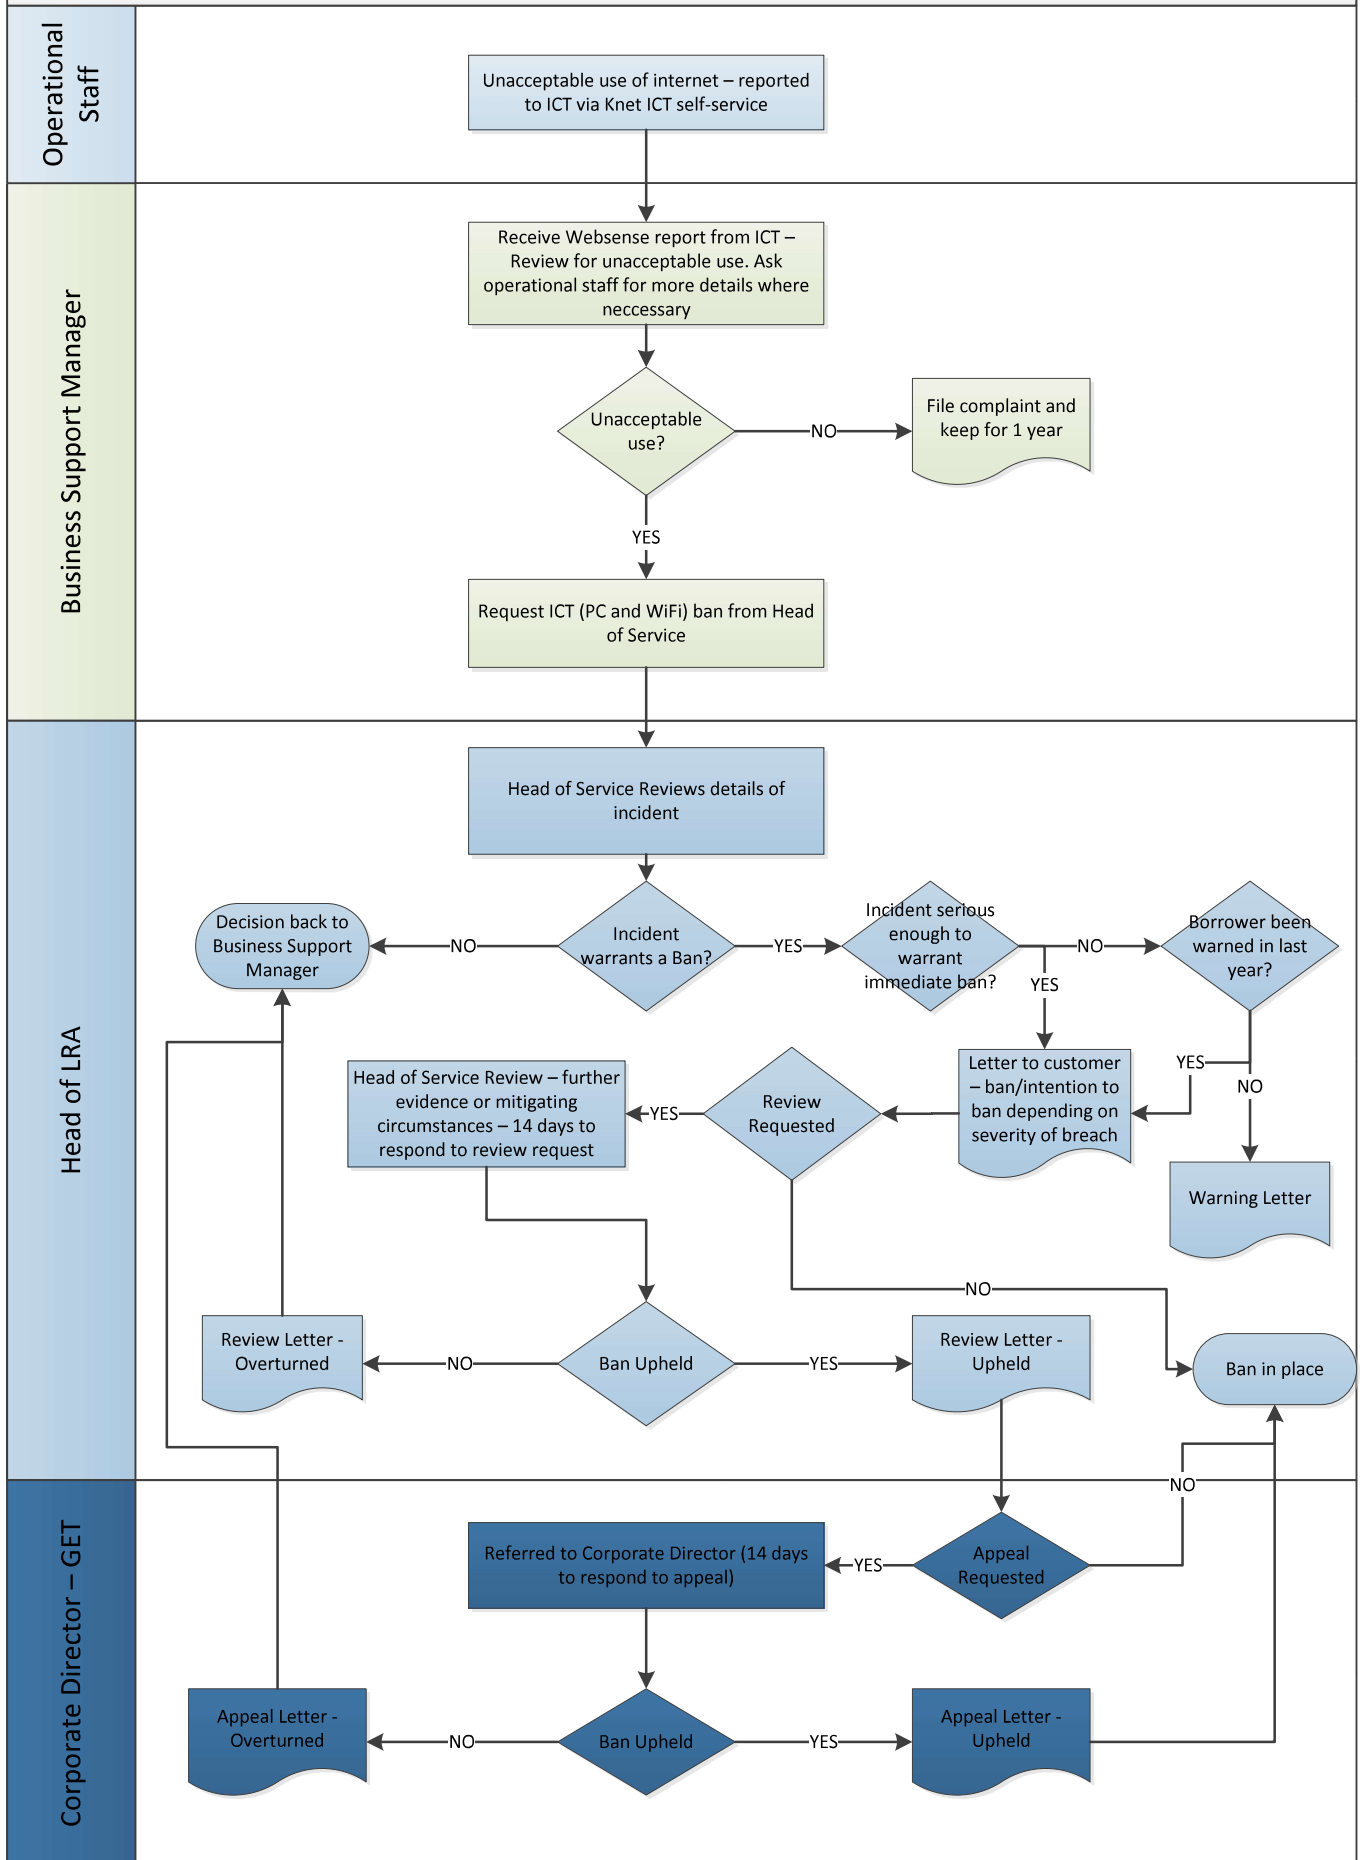 Operational
Staff
Unacceptable use of internet – reported
to ICT via Knet ICT self-service
Business Support Manager
Receive Websense report from ICT –
Review for unacceptable use. Ask
operational staff for more details where
neccessary
Unacceptable
use?
NO
File complaint and
keep for 1 year
YES
Request ICT (PC and WiFi) ban from Head
of Service
Head of LRA
Head of Service Reviews details of
incident
Decision back to
Business Support
Manager
NO
Incident
warrants a Ban?
YES
Incident serious
enough to
warrant
immediate ban?
NO
YES
Borrower been
warned in last
year?
YES
NO
Head of Service Review – further
evidence or mitigating
circumstances – 14 days to
respond to review request
YES
Review
Requested
Letter to customer
– ban/intention to
ban depending on
severity of breach
Warning Letter
NO
Review Letter -
Overturned
NO
Ban Upheld
YES
Review Letter -
Upheld
Ban in place
NO
Corporate Director – GET
Referred to Corporate Director (14 days
to respond to appeal)
YES
Appeal
Requested
Appeal Letter -
Overturned
NO
Ban Upheld
YES
Appeal Letter -
Upheld